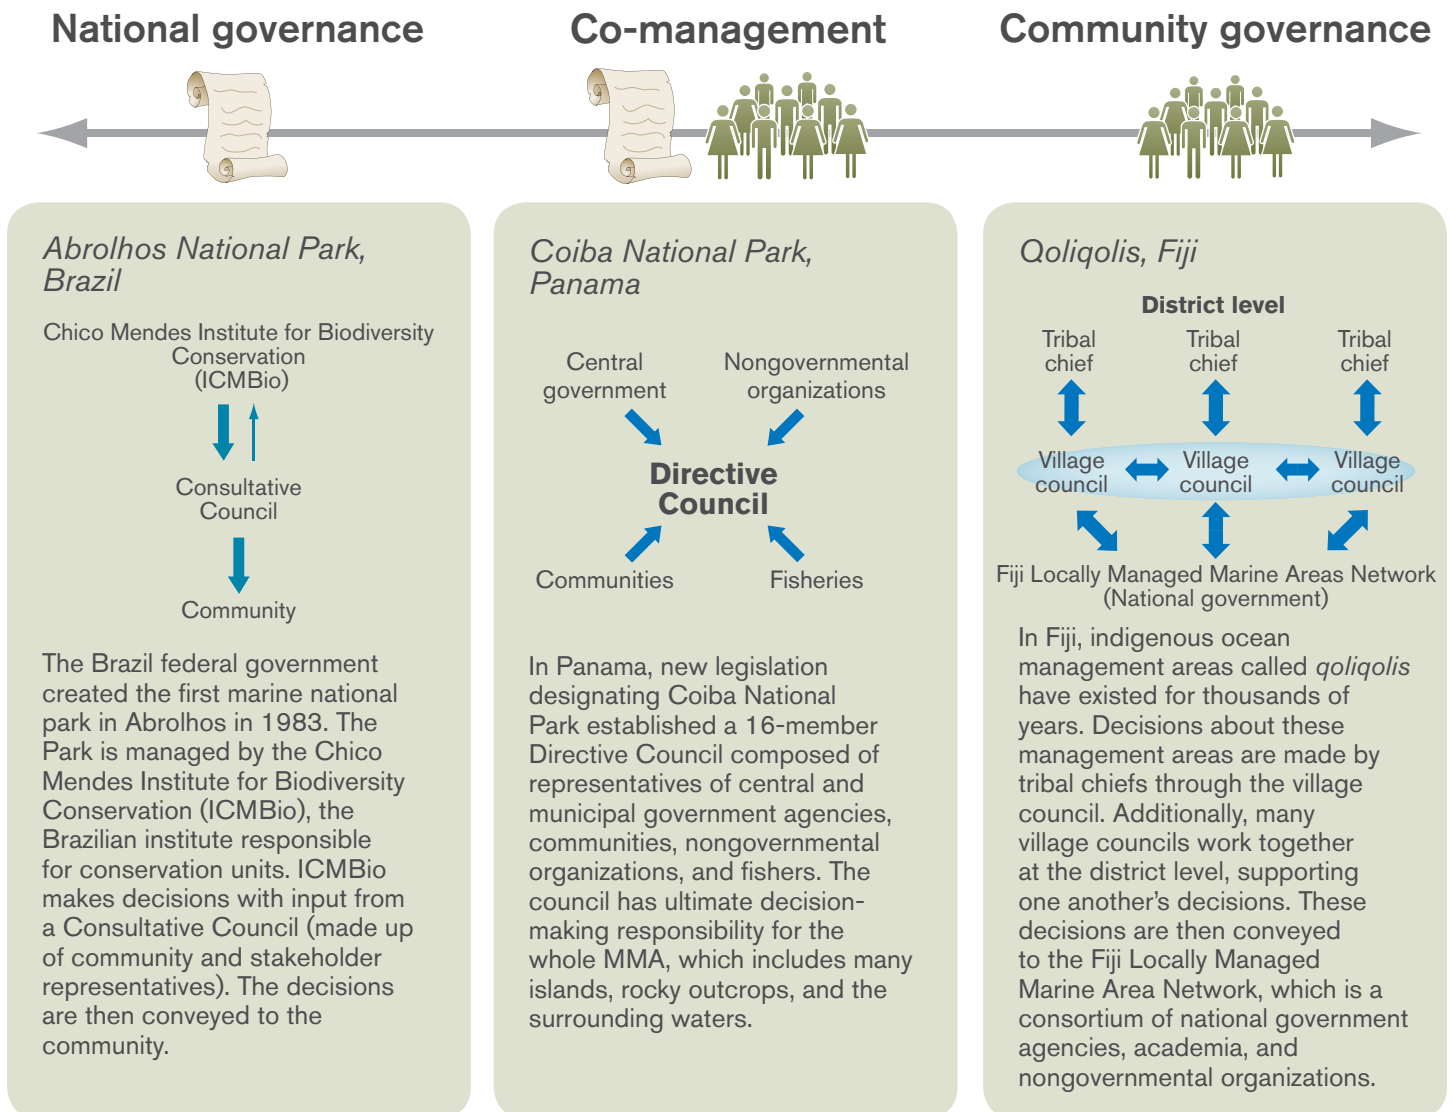 National governance
Co-management
Community governance
Abrolhos National Park,
Brazil
Chico Mendes Institute for Biodiversity
Conservation
(ICMBio)
Consultative
Council
Community
The Brazil federal government
created the first marine national
park in Abrolhos in 1983. The
Park is managed by the Chico
Mendes Institute for Biodiversity
Conservation (ICMBio), the
Brazilian institute responsible
for conservation units. ICMBio
makes decisions with input from
a Consultative Council (made up
of community and stakeholder
representatives). The decisions
are then conveyed to the
community.
Coiba National Park,
Panama
Central
government
Nongovernmental
organizations
Directive
Council
Communities
Fisheries
In Panama, new legislation
designating Coiba National
Park established a 16-member
Directive Council composed of
representatives of central and
municipal government agencies,
communities, nongovernmental
organizations, and fishers. The
council has ultimate decision-
making responsibility for the
whole MMA, which includes many
islands, rocky outcrops, and the
surrounding waters.
Qoliqolis, Fiji
District level
Tribal
chief
Tribal
chief
Tribal
chief
Village
council
Village
council
Village
council
Fiji Locally Managed Marine Areas Network
(National government)
In Fiji, indigenous ocean
management areas called qoliqolis
have existed for thousands of
years. Decisions about these
management areas are made by
tribal chiefs through the village
council. Additionally, many
village councils work together
at the district level, supporting
one another’s decisions. These
decisions are then conveyed
to the Fiji Locally Managed
Marine Area Network, which is a
consortium of national government
agencies, academia, and
nongovernmental organizations.